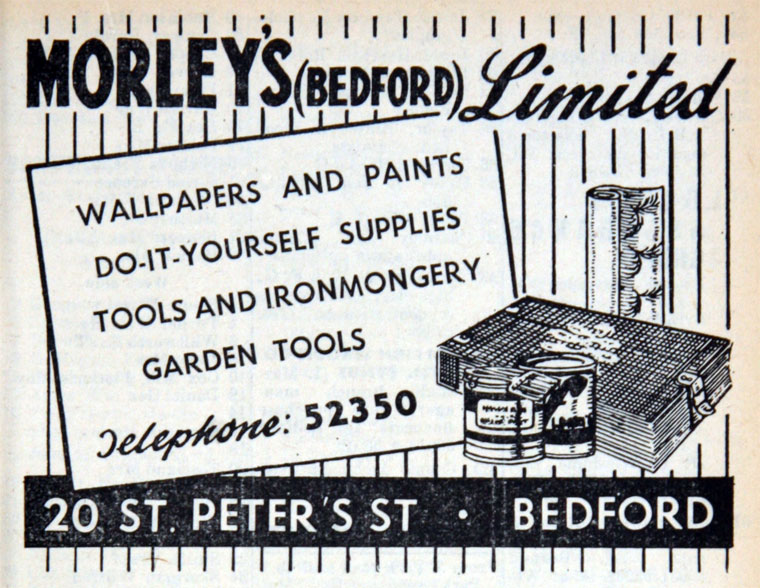 MORLEY'S (BEDFORD) Limited
WALLPAPERS AND PAINTS
DO-IT-YOURSELF SUPPLIES
TOOLS AND IRONMONGERY
GARDEN TOOLS
Telephone: 52350
20 ST. PETER'S ST · BEDFORD